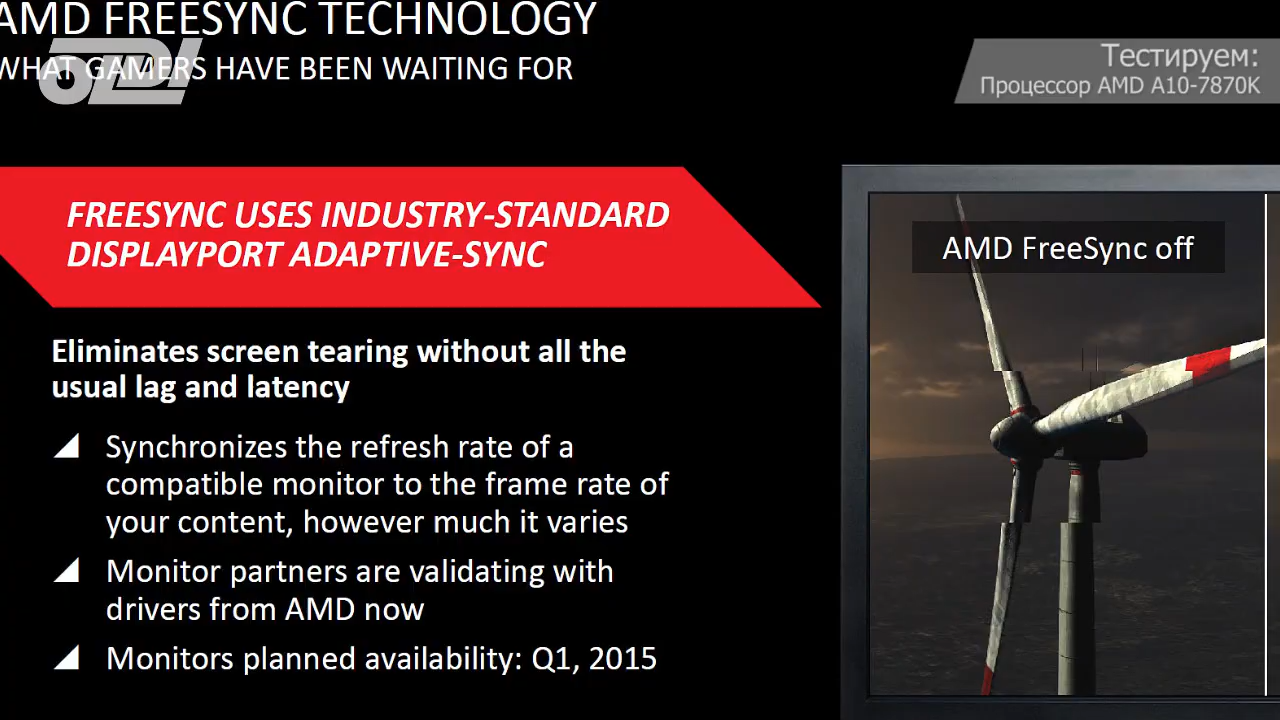 AMD FREESYNC TECHNOLOGY
WHAT GAMERS HAVE BEEN WAITING FOR
OLDI
Тестируем:
Процессор AMD A10-7870K
FREESYNC USES INDUSTRY-STANDARD
DISPLAYPORT ADAPTIVE-SYNC
AMD FreeSync off
Eliminates screen tearing without all the
usual lag and latency
Synchronizes the refresh rate of a
compatible monitor to the frame rate of
your content, however much it varies
Monitor partners are validating with
drivers from AMD now
Monitors planned availability: Q1, 2015